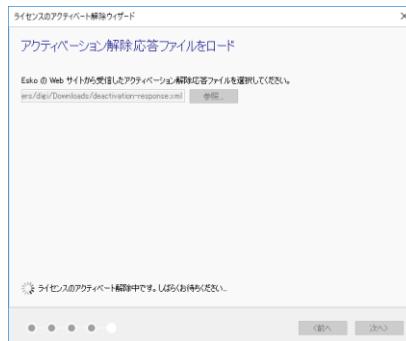 ライセンスのアクティベート解除ウィザード
アクティベーション解除応答ファイルをロード
Esko の Web サイトから受信したアクティベーション解除応答ファイルを選択してください。
ers/digi/Downloads/deactivation-response.xml 参照...
ライセンスのアクティベート解除中です。しばらくお待ちください...
<前へ 次へ>